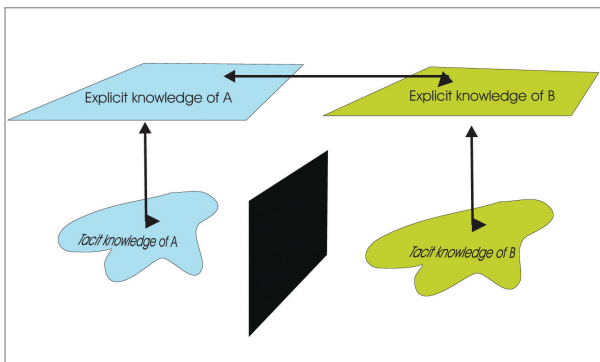 Explicit knowledge of A
Explicit knowledge of B
Tacit knowledge of A
Tacit knowledge of B